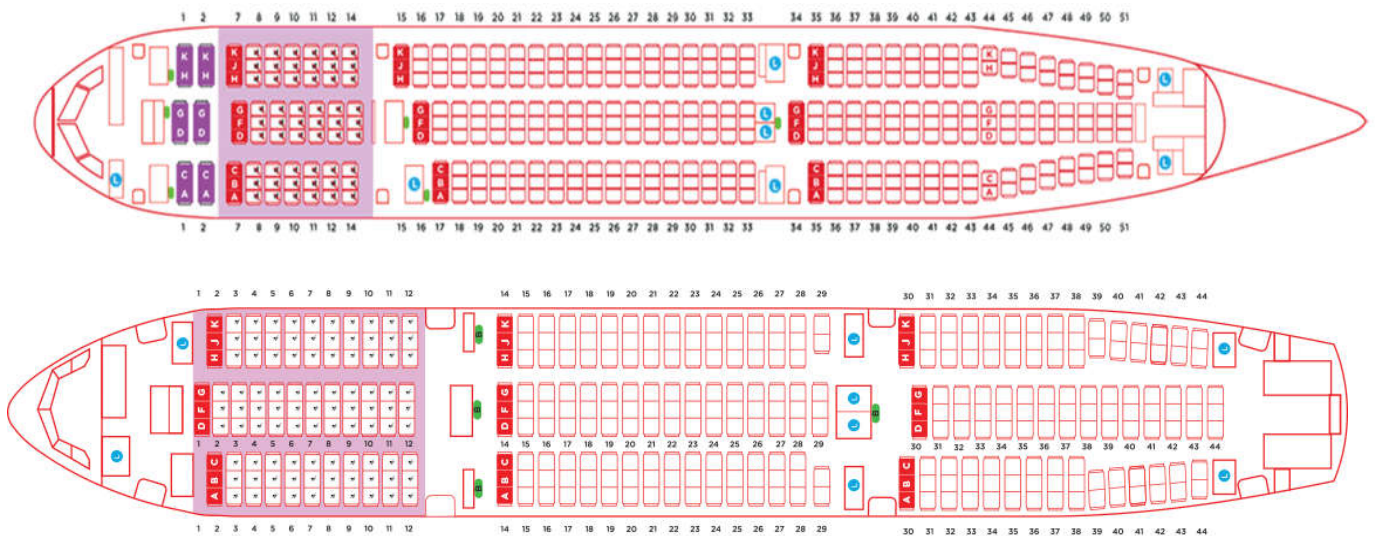 1 2 7 8 9 10 11 12 14 15 16 17 18 19 20 21 22 23 24 25 26 27 28 29 30 31 32 33 34 35 36 37 38 39 40 41 42 43 44 45 46 47 48 49 50 51
K K K K K K
H H J J J H
H H H L
G G G G G G
D D F F F F
D D D D
L
L
C C C C C C
A A B B B A
L A A A L
L
L
1 2 7 8 9 10 11 12 14 15 16 17 18 19 20 21 22 23 24 25 26 27 28 29 30 31 32 33 34 35 36 37 38 39 40 41 42 43 44 45 46 47 48 49 50 51
1 2 3 4 5 6 7 8 9 10 11 12 14 15 16 17 18 19 20 21 22 23 24 25 26 27 28 29 30 31 32 33 34 35 36 37 38 39 40 41 42 43 44
L H J K B H J K L H J K L
D F G B D F G L L B D F G
1 2 3 4 5 6 7 8 9 10 11 12 14 15 16 17 18 19 20 21 22 23 24 25 26 27 28 29 30 31 32 33 34 35 36 37 38 39 40 41 42 43 44
L A B C B A B C L A B C L
1 2 3 4 5 6 7 8 9 10 11 12 14 15 16 17 18 19 20 21 22 23 24 25 26 27 28 29 30 31 32 33 34 35 36 37 38 39 40 41 42 43 44